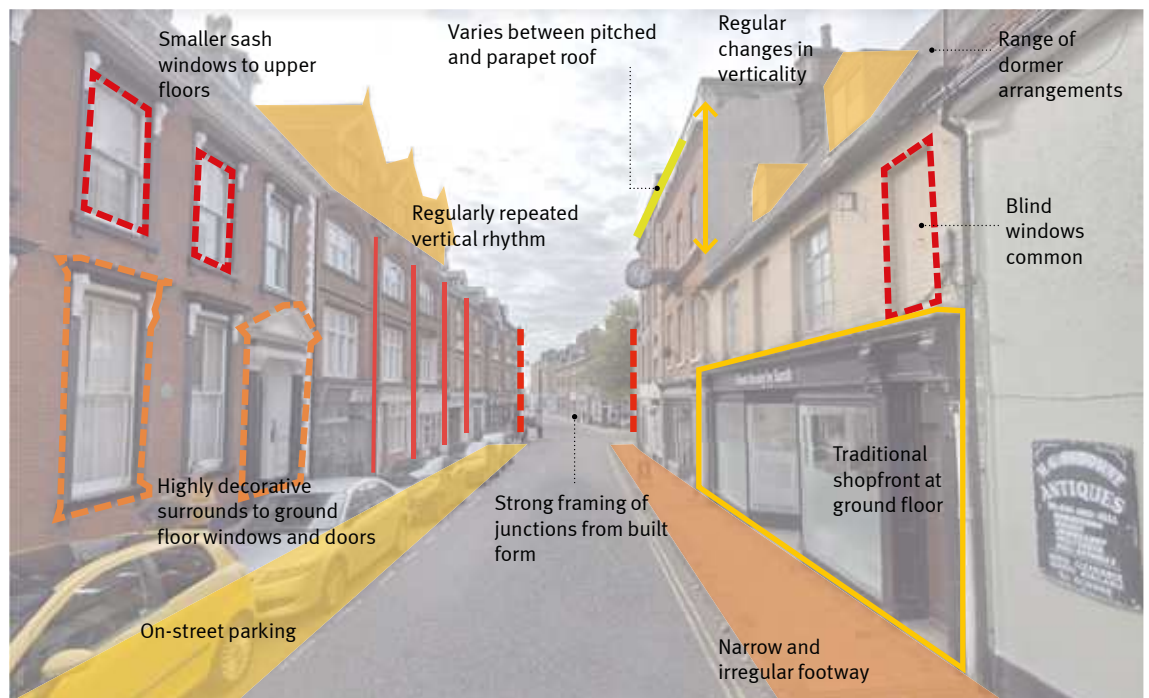 Smaller sash
windows to upper
floors
Varies between pitched
and parapet roof
Regular
changes in
verticality
Range of
dormer
arrangements
Regularly repeated
vertical rhythm
Blind
windows
common
Highly decorative
surrounds to ground
floor windows and doors
Strong framing of
junctions from built
form
Traditional
shopfront at
ground floor
ANTIQUES
On-street parking
Narrow and
irregular footway